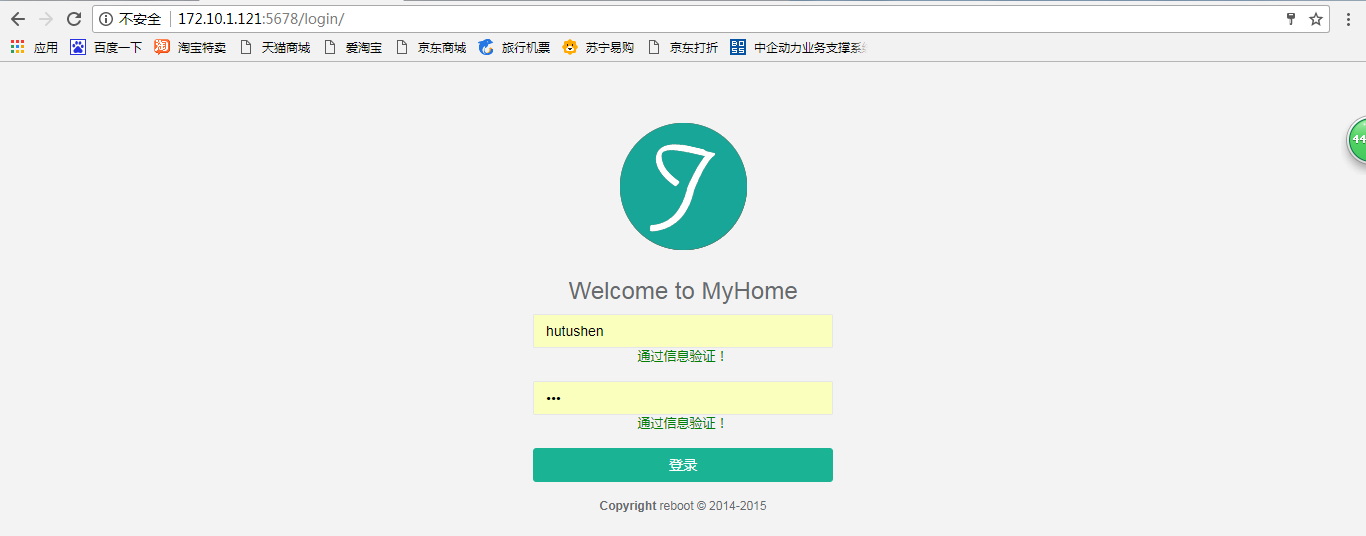 不安全 172.10.1.121:5678/login/
应用 百度一下 淘宝特卖 天猫商城 爱淘宝 京东商城 旅行机票 苏宁易购 京东打折 中企动力业务支撑系统
44
Welcome to MyHome
hutushen
通过信息验证！
•••
通过信息验证！
登录
Copyright reboot © 2014-2015